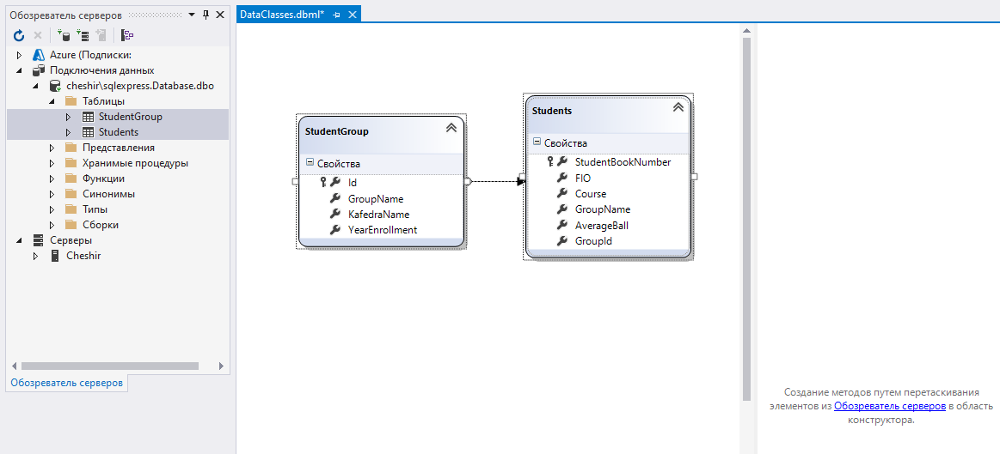 Обозреватель серверов
Azure (Подписки:
Подключения данных
cheshir\sqlexpress.Database.dbo
Таблицы
StudentGroup
Students
Представления
Хранимые процедуры
Функции
Синонимы
Типы
Сборки
Серверы
Cheshir
Обозреватель серверов
DataClasses.dbml*
StudentGroup
Свойства
Id
GroupName
KafedraName
YearEnrollment
Students
Свойства
StudentBookNumber
FIO
Course
GroupName
AverageBall
GroupId
Создание методов путем перетаскивания
элементов из Обозреватель серверов в область
конструктора.